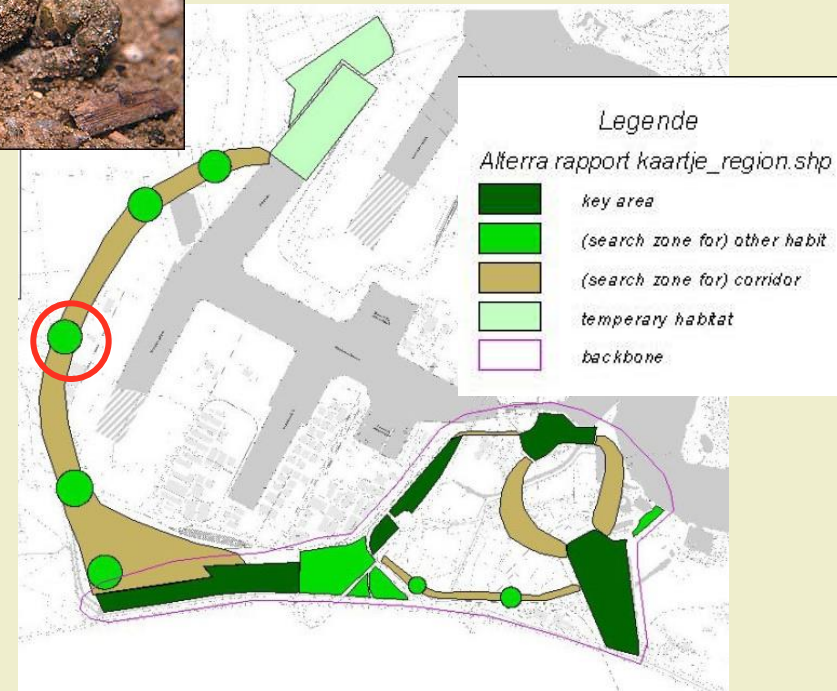 Legende
Alterra rapport kaartje_region.shp
key area
(search zone for) other habit
(search zone for) corridor
temperary habitat
backbone